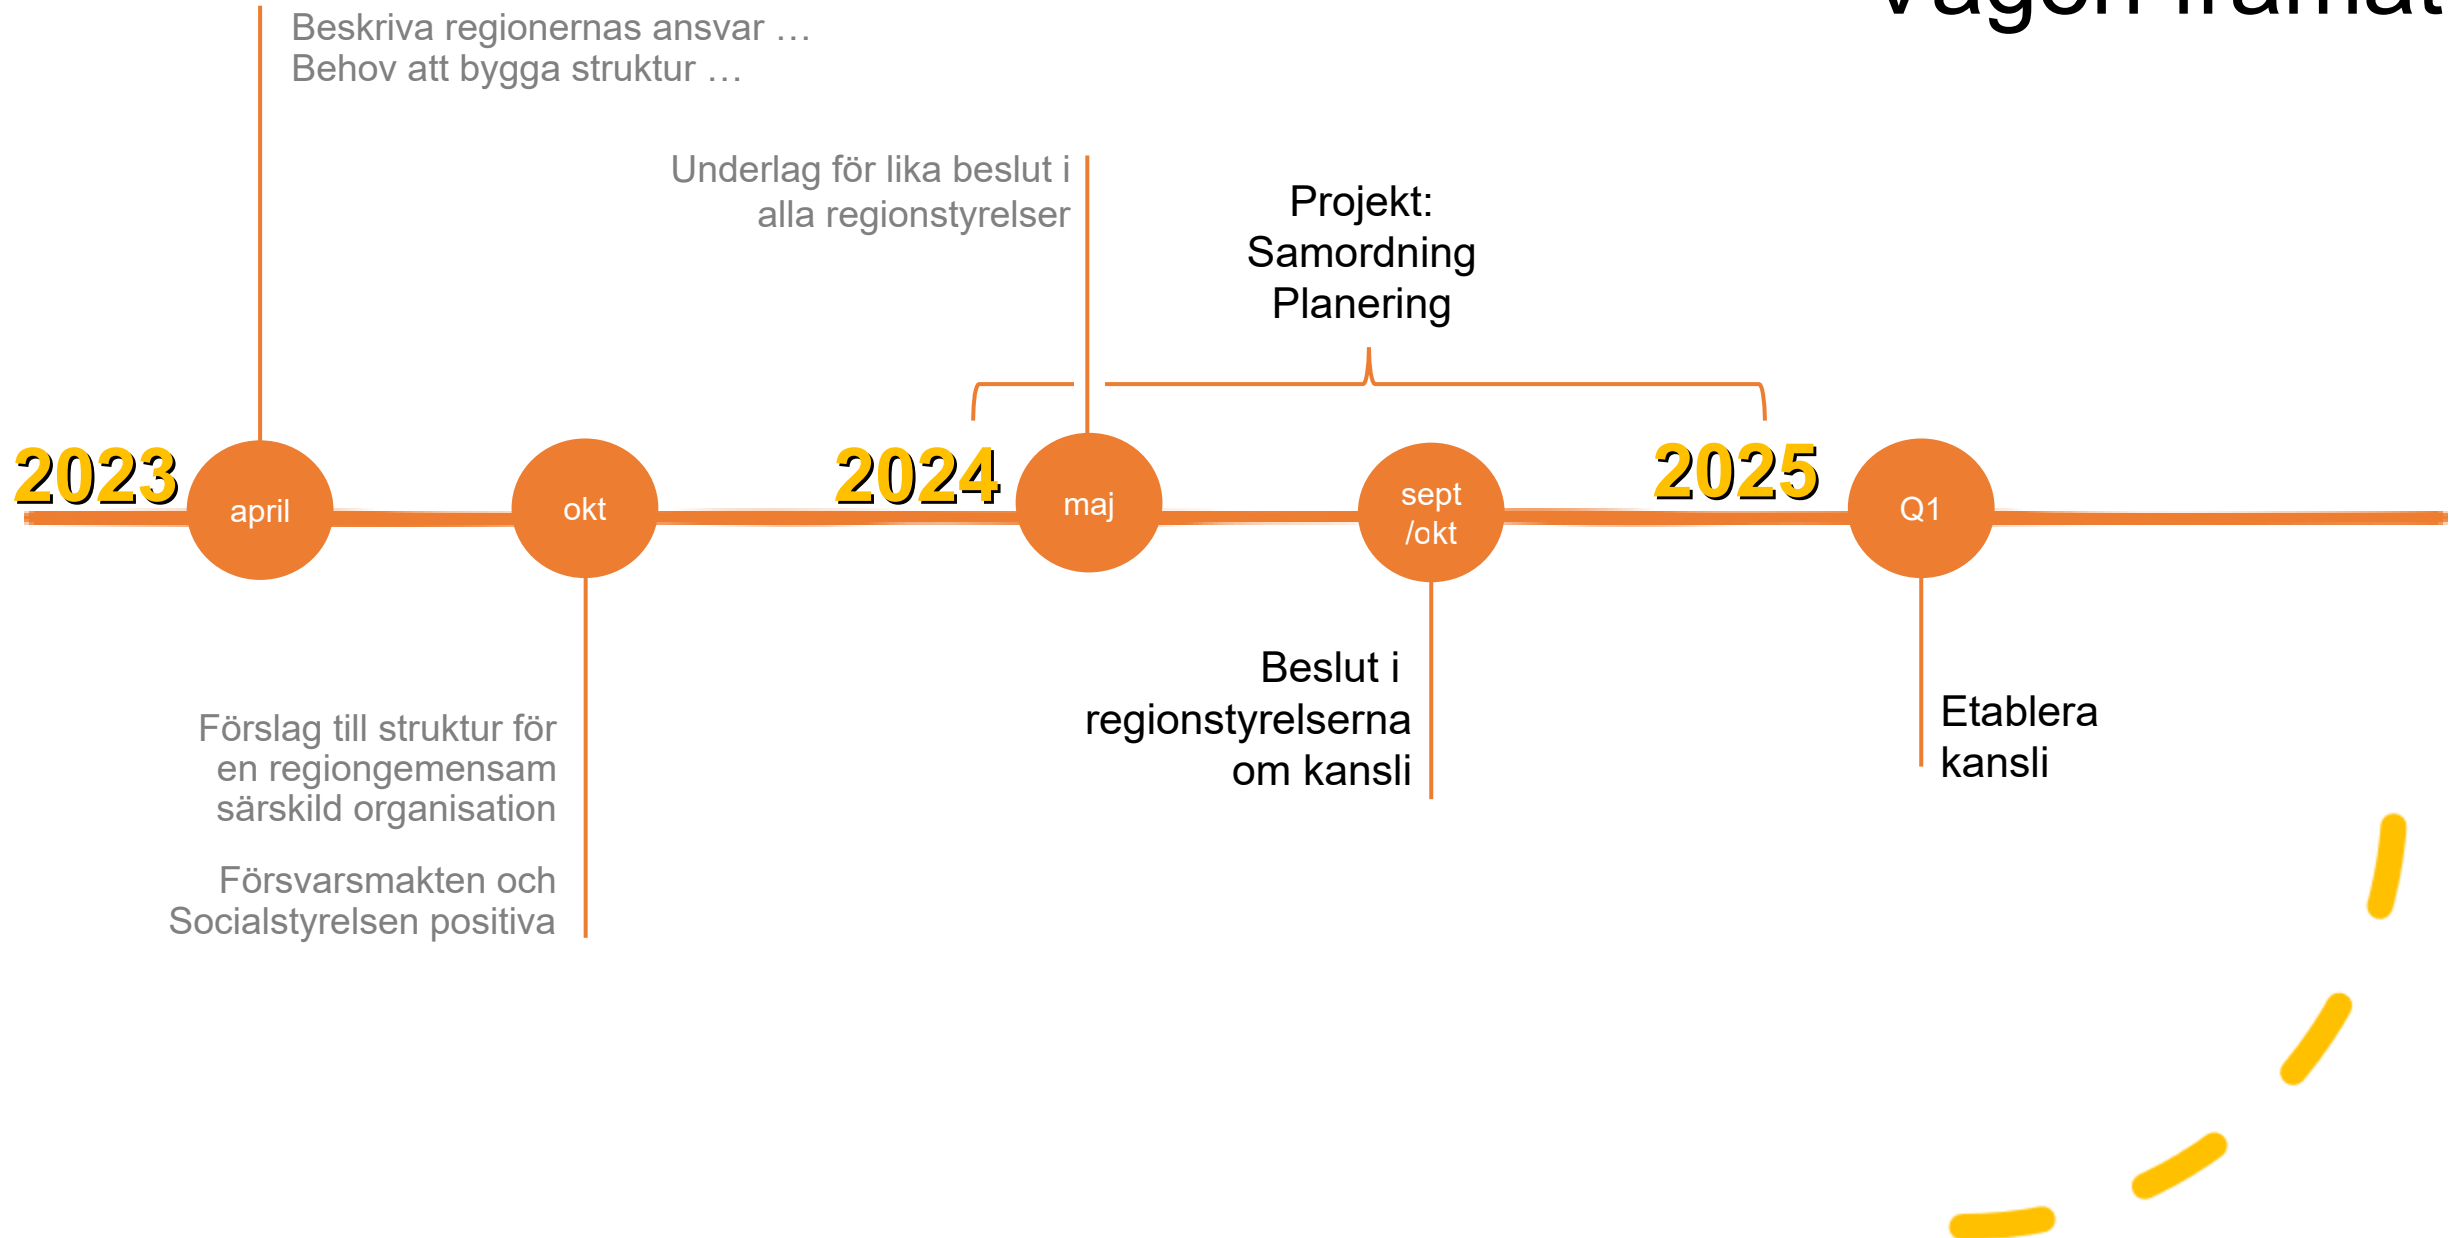 Vägen framåt
Beskriva regionernas ansvar …
Behov att bygga struktur …
Underlag för lika beslut i
alla regionstyrelser
Projekt:
Samordning
Planering
2023
april
okt
2024
maj
sept
/okt
2025
Q1
Förslag till struktur för
en regiongemensam
särskild organisation
Försvarsmakten och
Socialstyrelsen positiva
Beslut i
regionstyrelserna
om kansli
Etablera
kansli